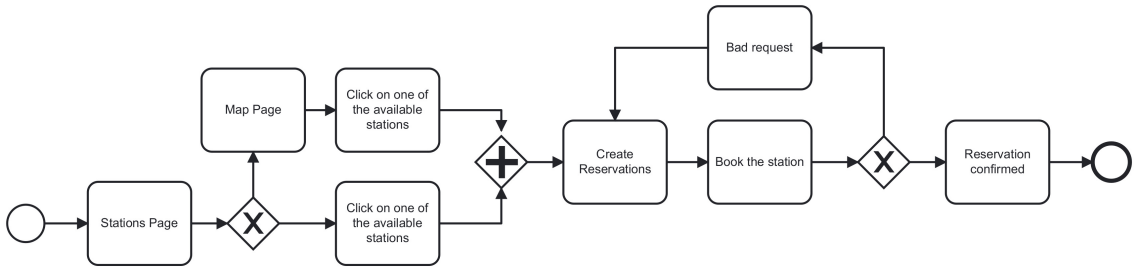 Bad request
Map Page
Click on one of
the available
stations
Create
Reservations
Book the station
X
Reservation
confirmed
Stations Page
X
Click on one of
the available
stations